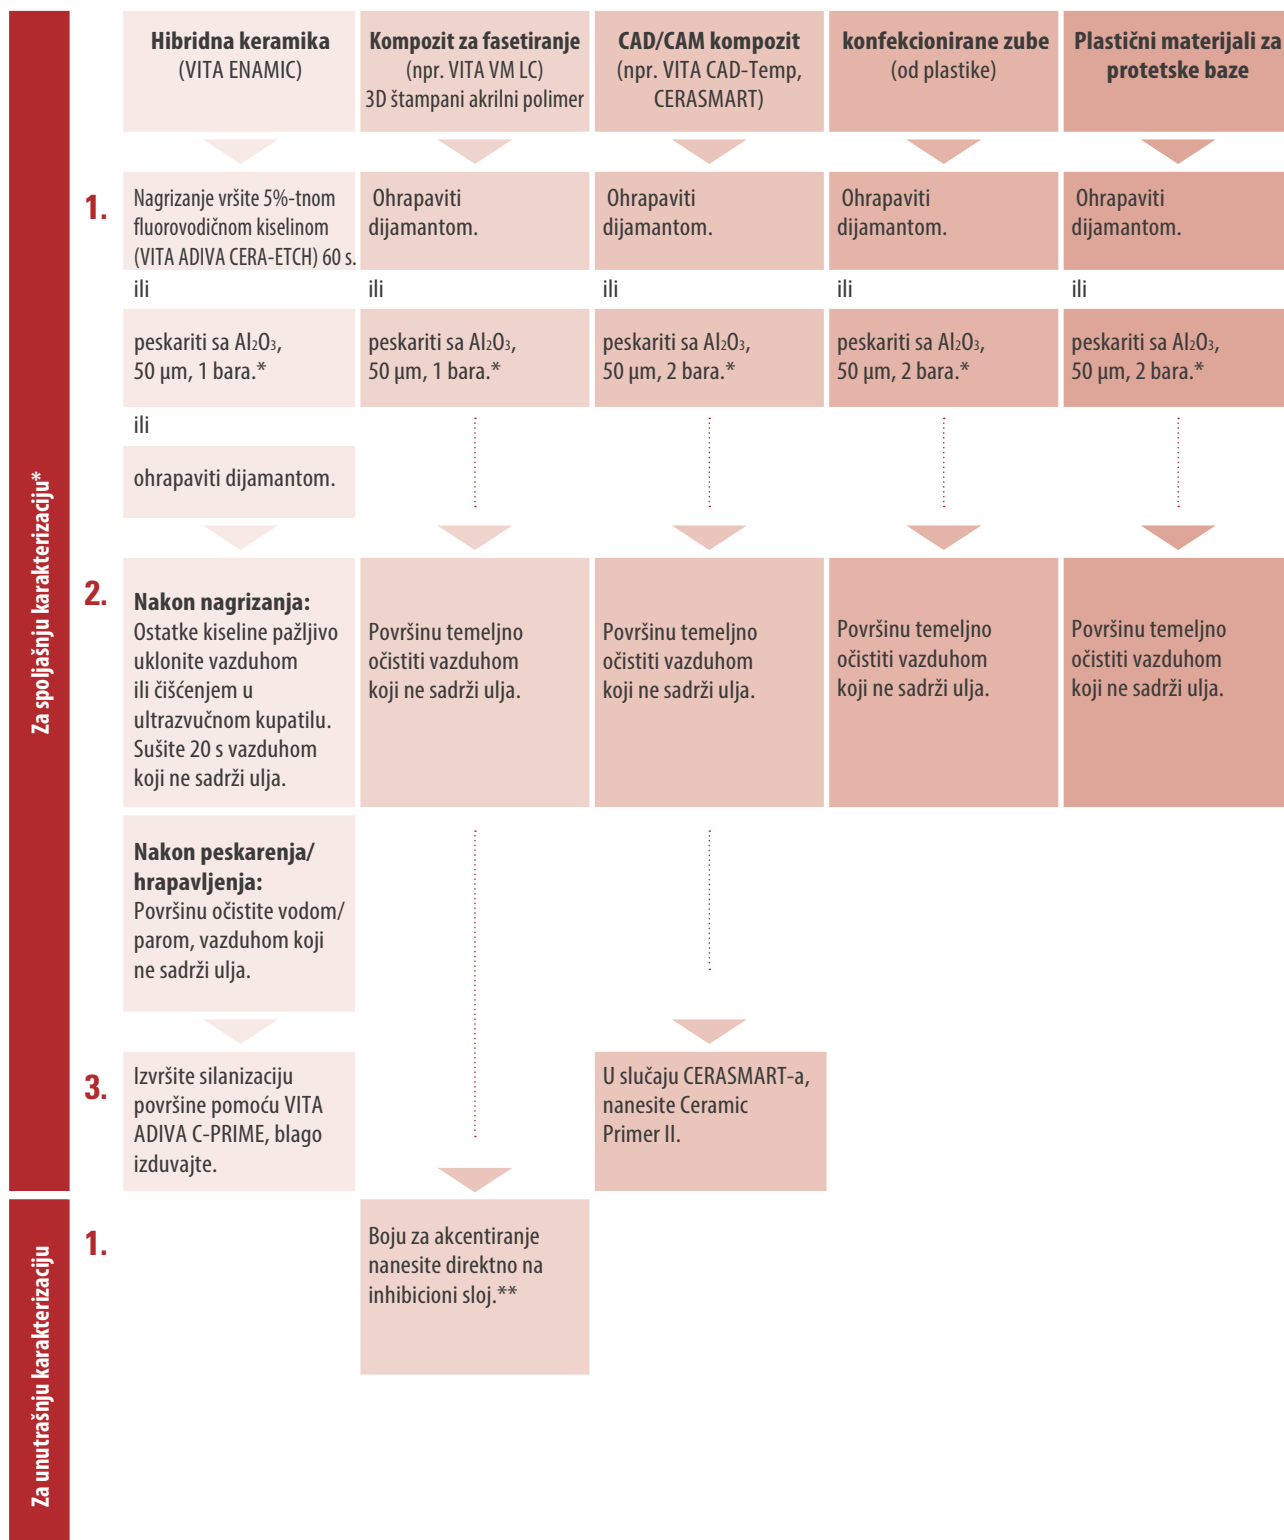 Hibridna keramika
(VITA ENAMIC)
Kompozit za fasetiranje
(npr. VITA VM LC)
3D štampani akrilni polimer
CAD/CAM kompozit
(npr. VITA CAD-Temp,
CERASMART)
konfekcionirane zube
(od plastike)
Plastični materijali za
protetske baze
Za spoljašnju karakterizaciju*
1.
Nagrizanje vršite 5%-tnom
fluorovodičnom kiselinom
(VITA ADIVA CERA-ETCH) 60 s.
Ohrapaviti
dijamantom.
Ohrapaviti
dijamantom.
Ohrapaviti
dijamantom.
Ohrapaviti
dijamantom.
ili
ili
ili
ili
ili
peskariti sa Al₂O₃,
50 µm, 1 bara.*
peskariti sa Al₂O₃,
50 µm, 1 bara.*
peskariti sa Al₂O₃,
50 µm, 2 bara.*
peskariti sa Al₂O₃,
50 µm, 2 bara.*
peskariti sa Al₂O₃,
50 µm, 2 bara.*
ili
ohrapaviti dijamantom.
2.
Nakon nagrizanja:
Ostatke kiseline pažljivo
uklonite vazduhom
ili čišćenjem u
ultrazvučnom kupatilu.
Sušite 20 s vazduhom
koji ne sadrži ulja.
Površinu temeljno
očistiti vazduhom
koji ne sadrži ulja.
Površinu temeljno
očistiti vazduhom
koji ne sadrži ulja.
Površinu temeljno
očistiti vazduhom
koji ne sadrži ulja.
Površinu temeljno
očistiti vazduhom
koji ne sadrži ulja.
Nakon peskarenja/
hrapavljenja:
Površinu očistite vodom/
parom, vazduhom koji
ne sadrži ulja.
3.
Izvršite silanizaciju
površine pomoću VITA
ADIVA C-PRIME, blago
izduvajte.
U slučaju CERASMART-a,
nanesite Ceramic
Primer II.
Za unutrašnju karakterizaciju
1.
Boju za akcentiranje
nanesite direktno na
inhibicioni sloj.**